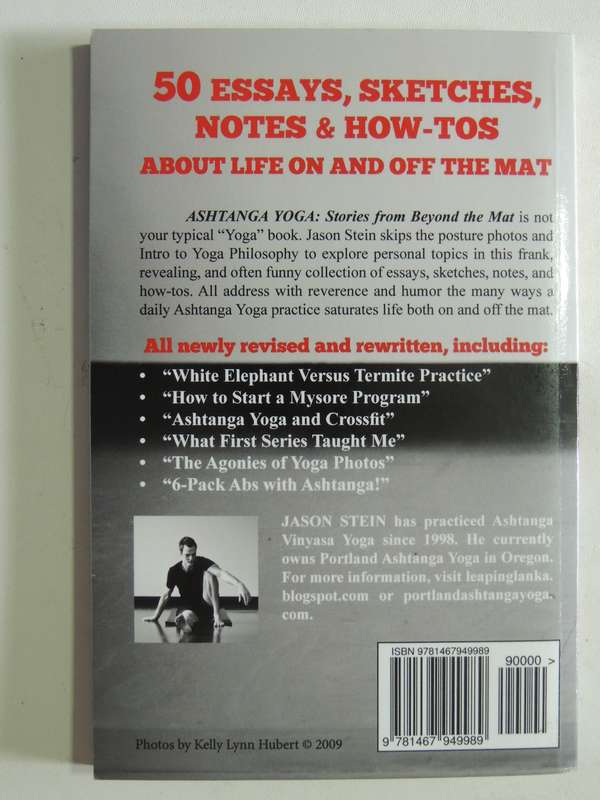 50 ESSAYS, SKETCHES,
NOTES & HOW-TOS
ABOUT LIFE ON AND OFF THE MAT
ASHTANGA YOGA: Stories from Beyond the Mat is not
your typical “Yoga” book. Jason Stein skips the posture photos and
Intro to Yoga Philosophy to explore personal topics in this frank,
revealing, and often funny collection of essays, sketches, notes, and
how-tos. All address with reverence and humor the many ways a
daily Ashtanga Yoga practice saturates life both on and off the mat.
All newly revised and rewritten, including:
• “White Elephant Versus Termite Practice”
• “How to Start a Mysore Program”
• “Ashtanga Yoga and Crossfit”
• “What First Series Taught Me”
• “The Agonies of Yoga Photos”
• “6-Pack Abs with Ashtanga!”
JASON STEIN has practiced Ashtanga
Vinyasa Yoga since 1998. He currently
owns Portland Ashtanga Yoga in Oregon.
For more information, visit leapinglanka.
blogspot.com or portlandashtangayoga.
com.
ISBN 9781467949989
90000 >
9 781467 949989
Photos by Kelly Lynn Hubert © 2009